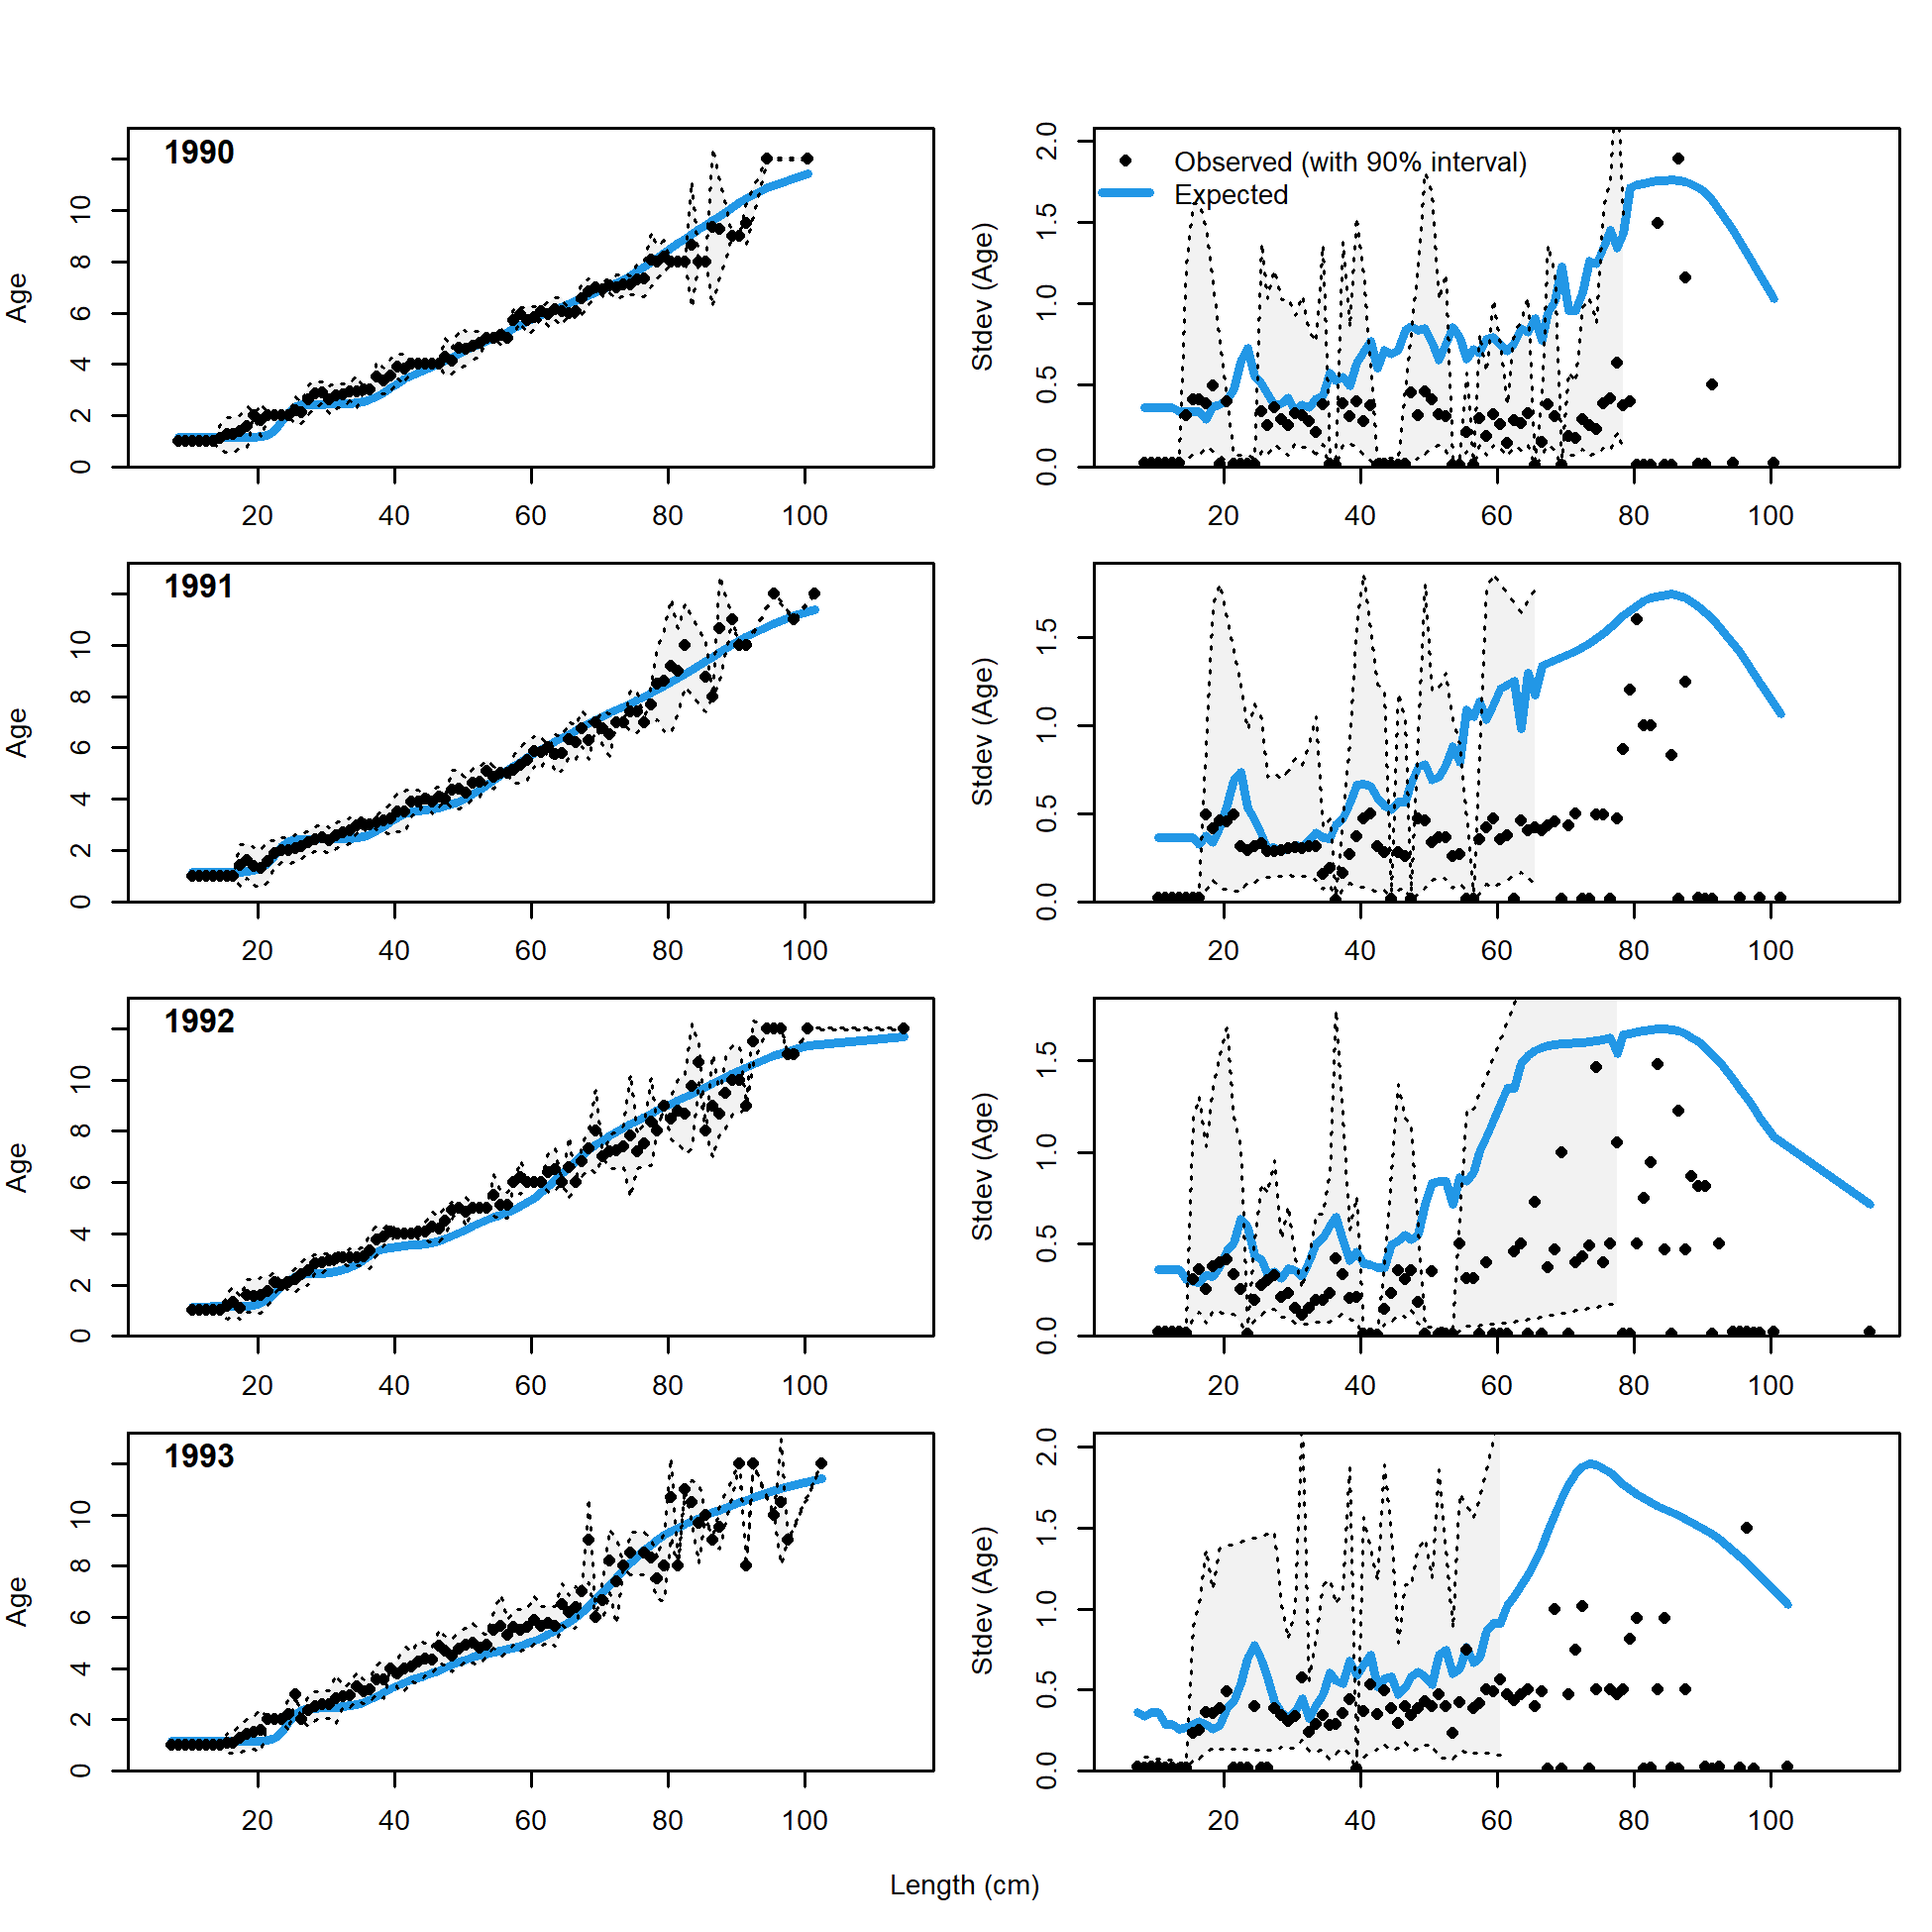 1990
Age
0 2 4 6 8 10
20 40 60 80 100
Observed (with 90% interval)
Expected
Stdev (Age)
0.0 0.5 1.0 1.5 2.0
20 40 60 80 100
1991
Age
0 2 4 6 8 10
20 40 60 80 100
Stdev (Age)
0.0 0.5 1.0 1.5
20 40 60 80 100
1992
Age
0 2 4 6 8 10
20 40 60 80 100
Stdev (Age)
0.0 0.5 1.0 1.5
20 40 60 80 100
1993
Age
0 2 4 6 8 10
20 40 60 80 100
Stdev (Age)
0.0 0.5 1.0 1.5 2.0
20 40 60 80 100
Length (cm)